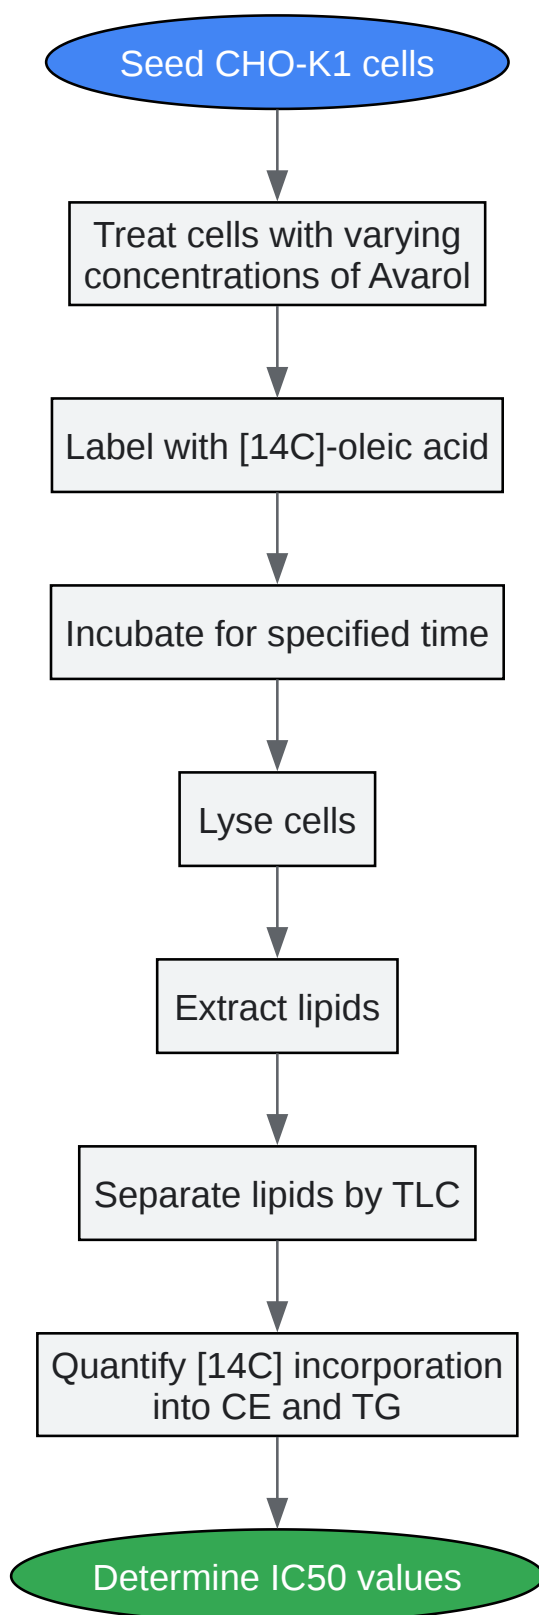 Seed CHO-K1 cells
Treat cells with varying
concentrations of Avarol
Label with [14C]-oleic acid
Incubate for specified time
Lyse cells
Extract lipids
Separate lipids by TLC
Quantify [14C] incorporation
into CE and TG
Determine IC50 values